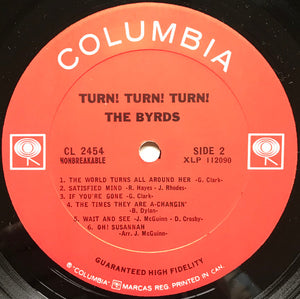 COLUMBIA
TURN! TURN! TURN!
THE BYRDS
CL 2454
NONBREAKABLE
SIDE 2
XLP 112090
1. THE WORLD TURNS ALL AROUND HER -G. Clark-
2. SATISFIED MIND -R. Hayes - J. Rhodes-
3. IF YOU'RE GONE -G. Clark-
4. THE TIMES THEY ARE A-CHANGIN'
-B. Dylan-
5. WAIT AND SEE -J. McGuinn - D. Crosby-
6. OH! SUSANNAH
-Arr. J. McGuinn-
GUARANTEED HIGH FIDELITY
® "COLUMBIA" MARCAS REG. PRINTED IN CAN.